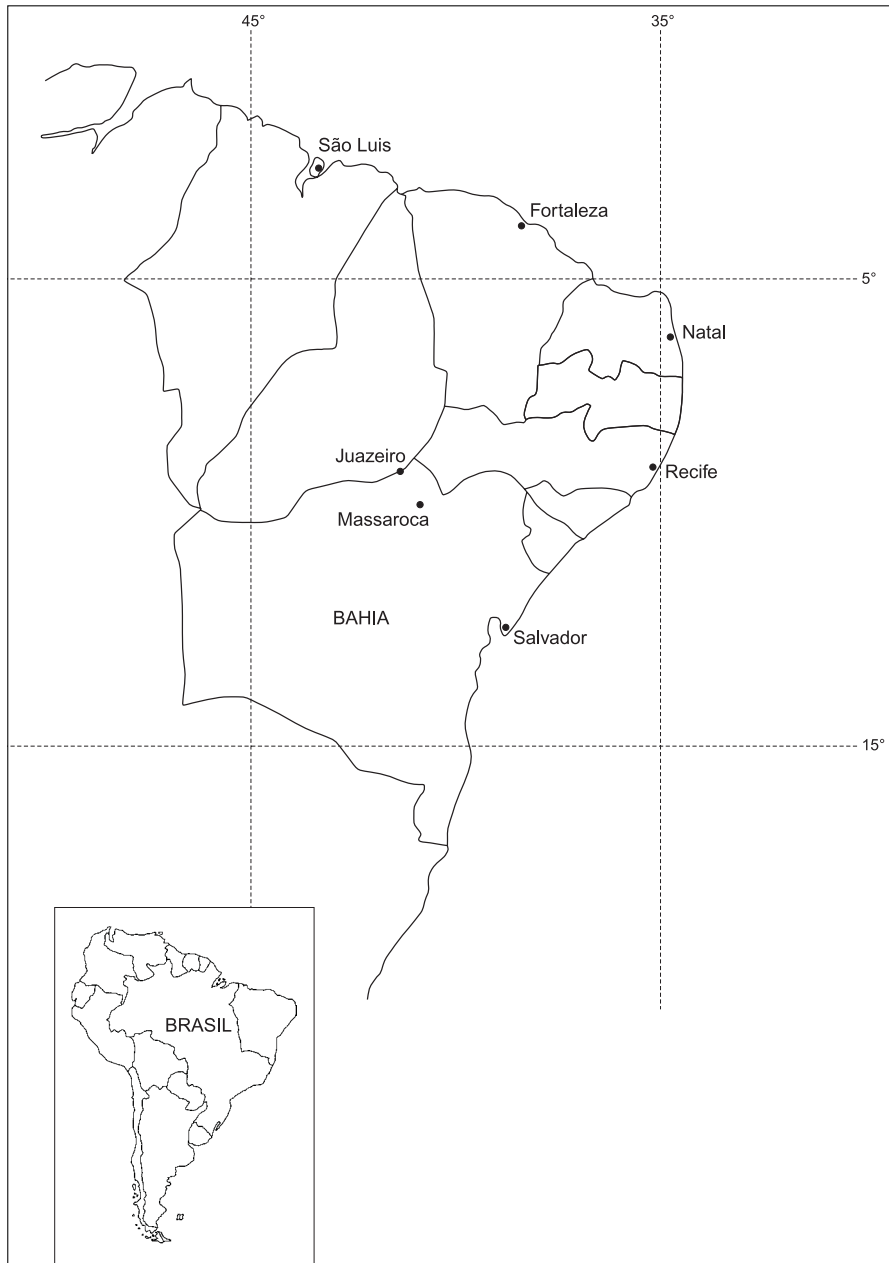 45°
35°
São Luis
Fortaleza
5°
Natal
Juazeiro
Recife
Massaroca
BAHIA
Salvador
15°
BRASIL